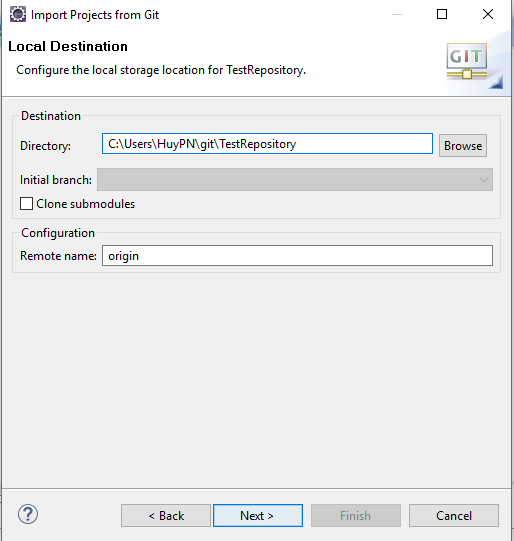 Import Projects from Git
Local Destination
Configure the local storage location for TestRepository.
GIT
Destination
Directory: C:\Users\HuyPN\git\TestRepository Browse
Initial branch:
Clone submodules
Configuration
Remote name: origin
? < Back Next > Finish Cancel